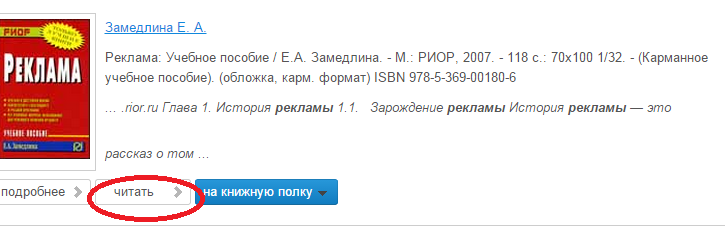 РИОР
РЕКЛАМА
УЧЕБНОЕ ПОСОБИЕ
Е.А. Замедлина
Замедлина Е. А.
Реклама: Учебное пособие / Е.А. Замедлина. - М.: РИОР, 2007. - 118 с.: 70x100 1/32. - (Карманное
учебное пособие). (обложка, карм. формат) ISBN 978-5-369-00180-6
... .rior.ru Глава 1. История рекламы 1.1. Зарождение рекламы История рекламы — это
рассказ о том ...
подробнее
читать
на книжную полку